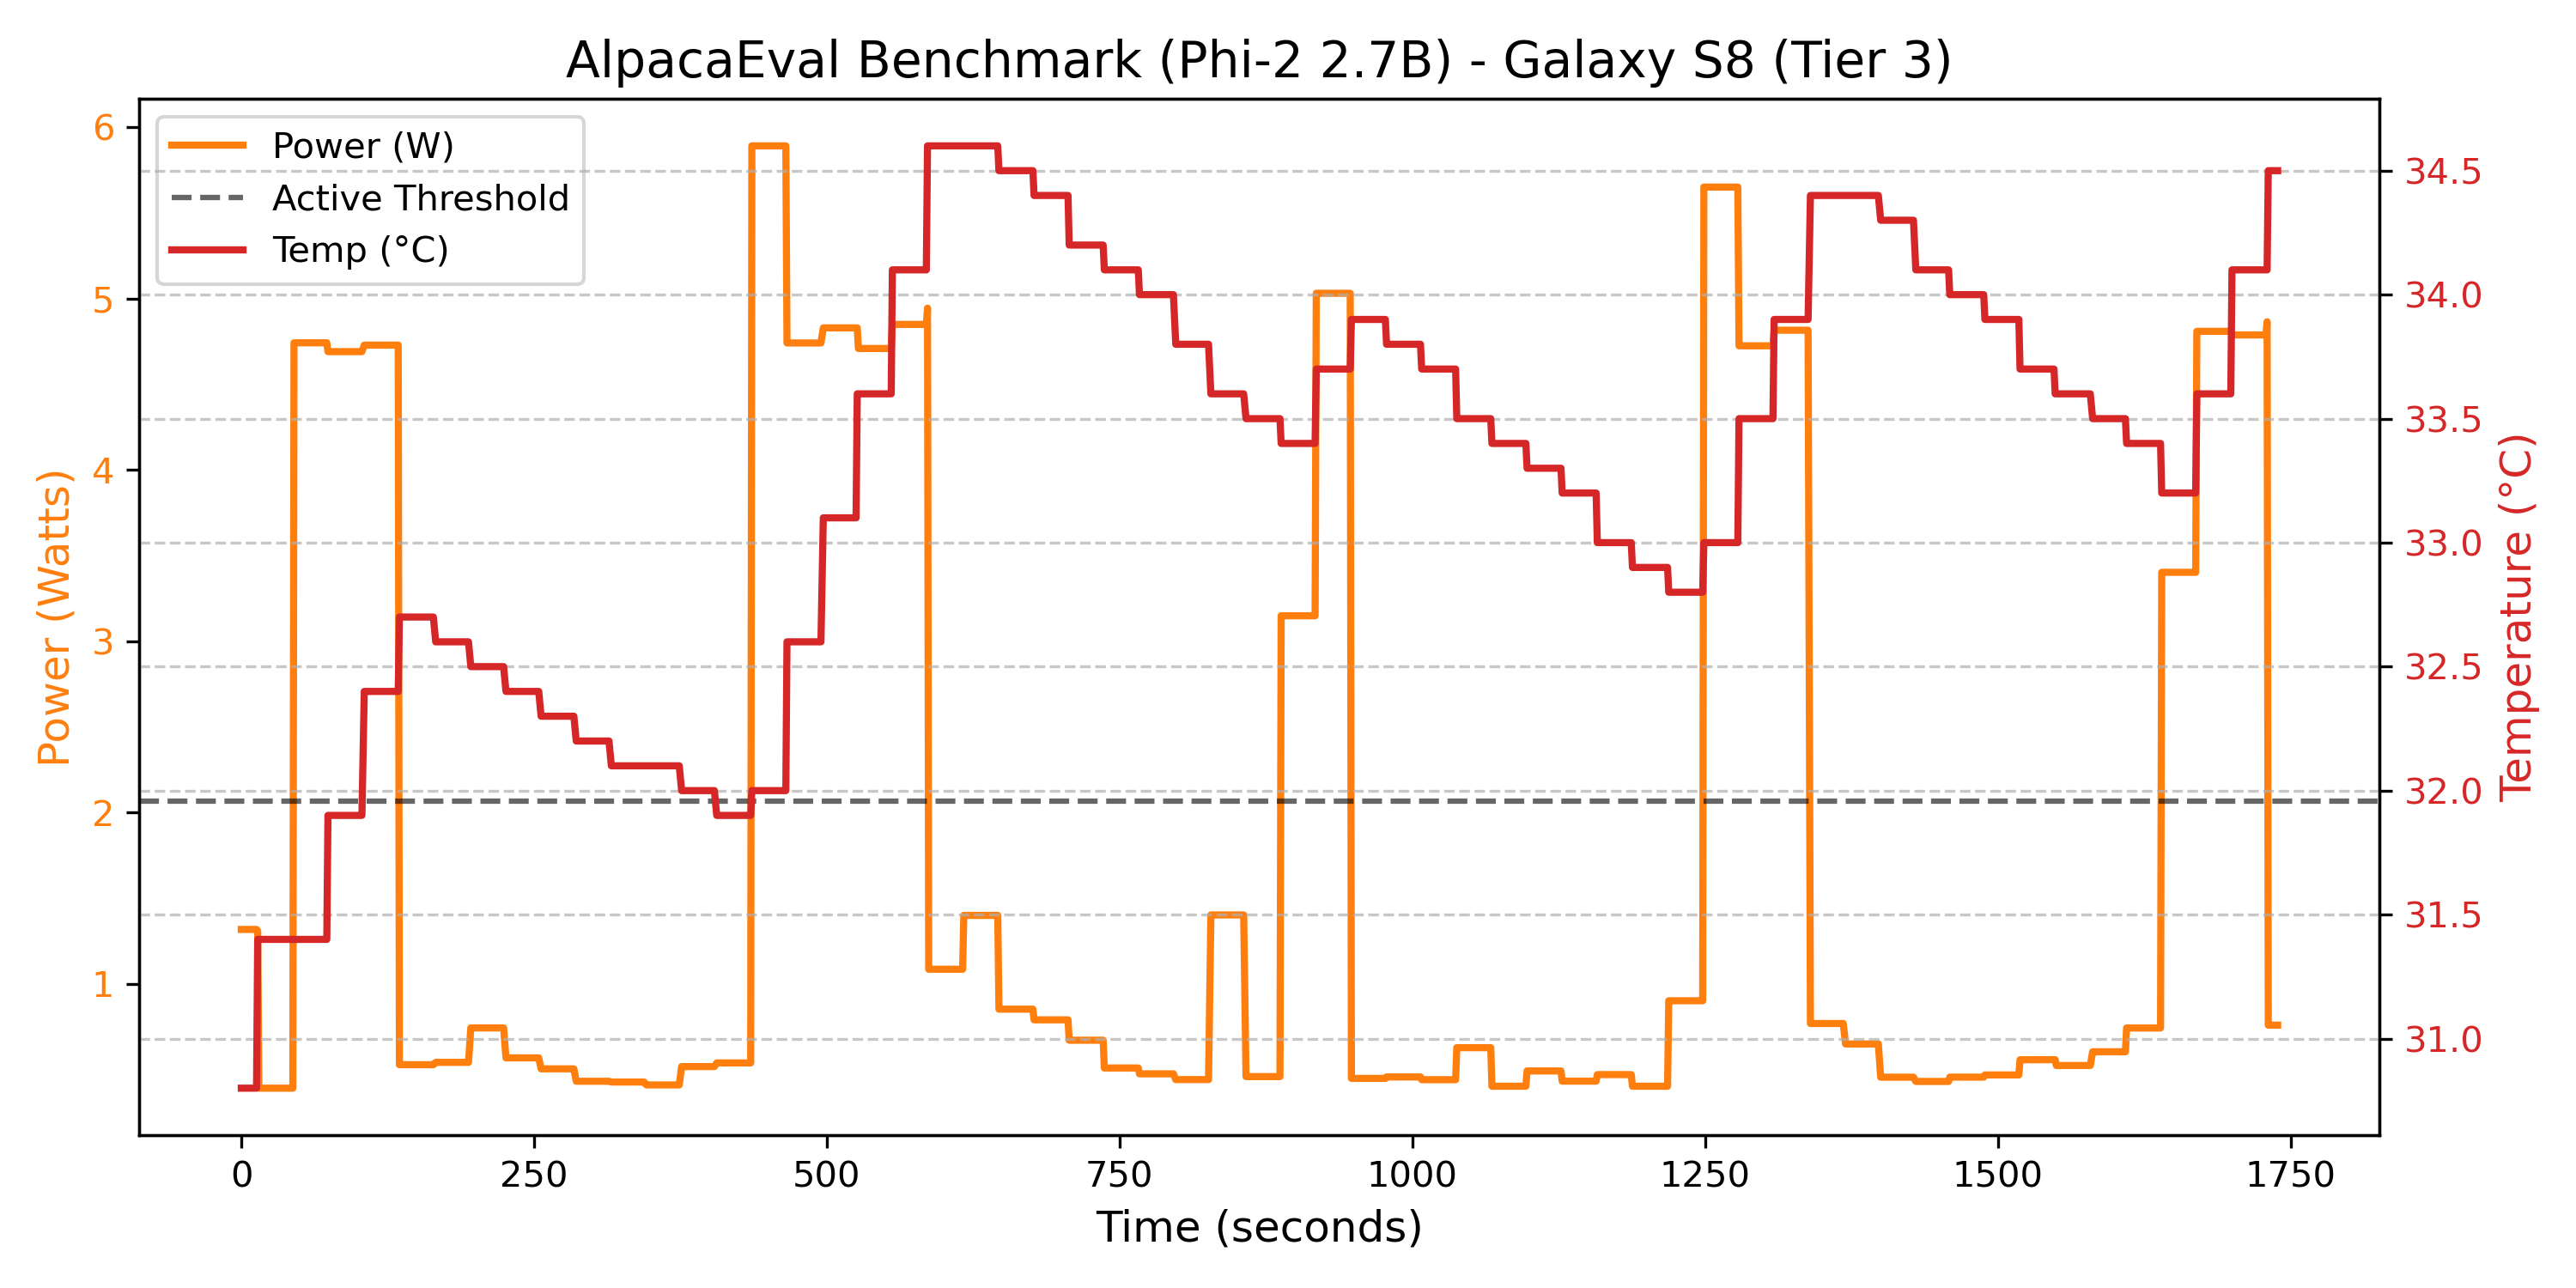 AlpacaEval Benchmark (Phi-2 2.7B) - Galaxy S8 (Tier 3)
Power (W)
Active Threshold
Temp (°C)
Power (Watts)
6
5
4
3
2
1
34.5
34.0
33.5
33.0
32.5
32.0
31.5
31.0
Temperature (°C)
0 250 500 750 1000 1250 1500 1750
Time (seconds)